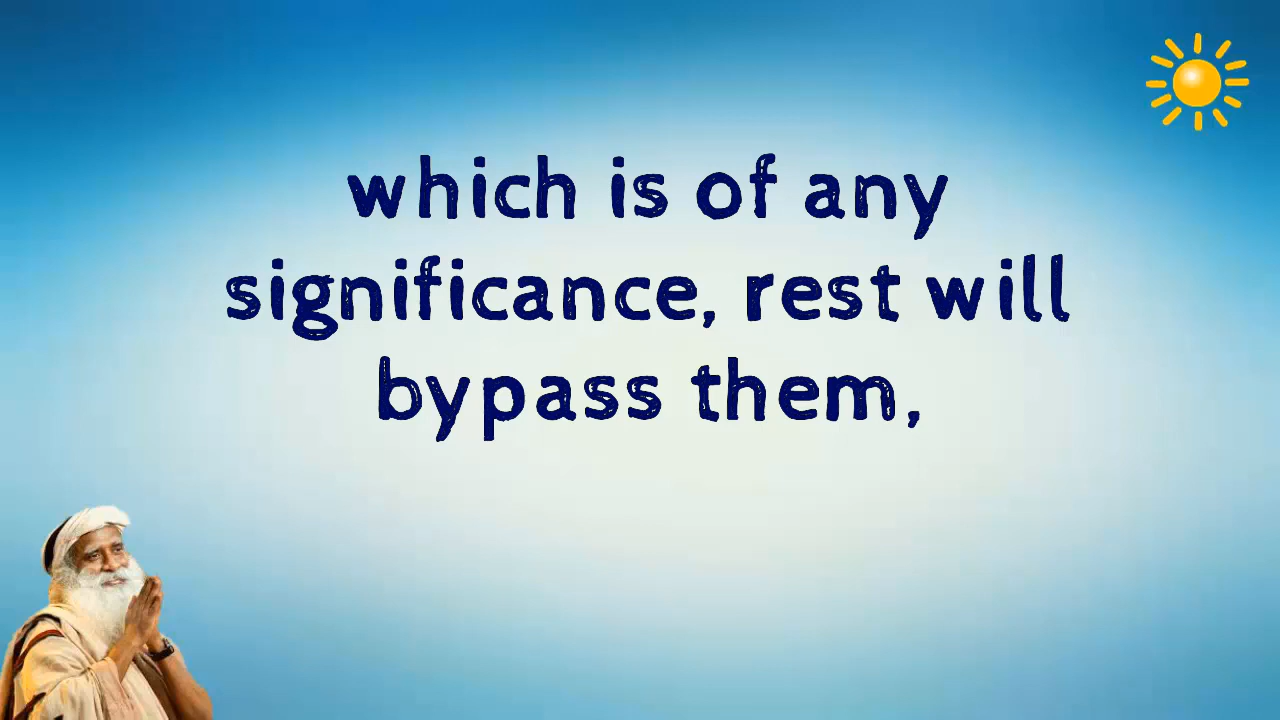 which is of any
significance, rest will
bypass them,